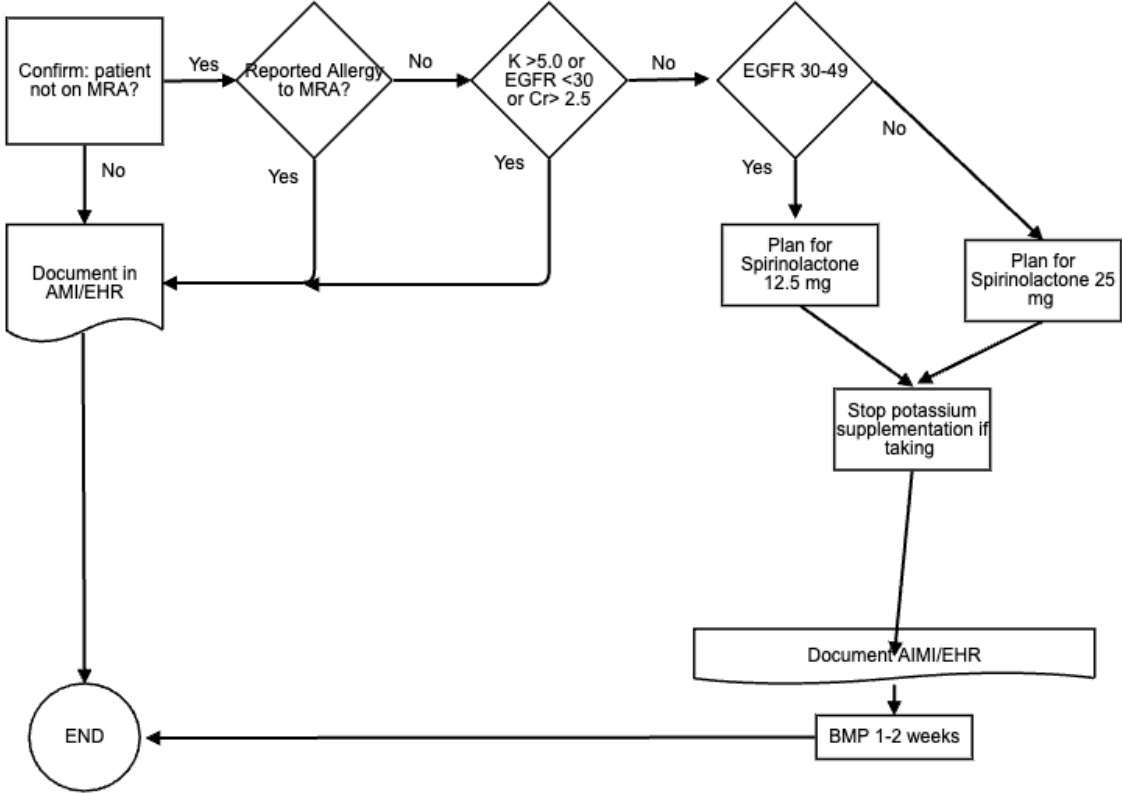 Confirm: patient
not on MRA?
Yes
Reported Allergy
to MRA?
No
K >5.0 or
EGFR <30
or Cr> 2.5
No
EGFR 30-49
No
Yes
Yes
Yes
No
Document in
AMI/EHR
Plan for
Spirinolactone
12.5 mg
Plan for
Spirinolactone 25
mg
Stop potassium
supplementation if
taking
Document AIMI/EHR
END
BMP 1-2 weeks